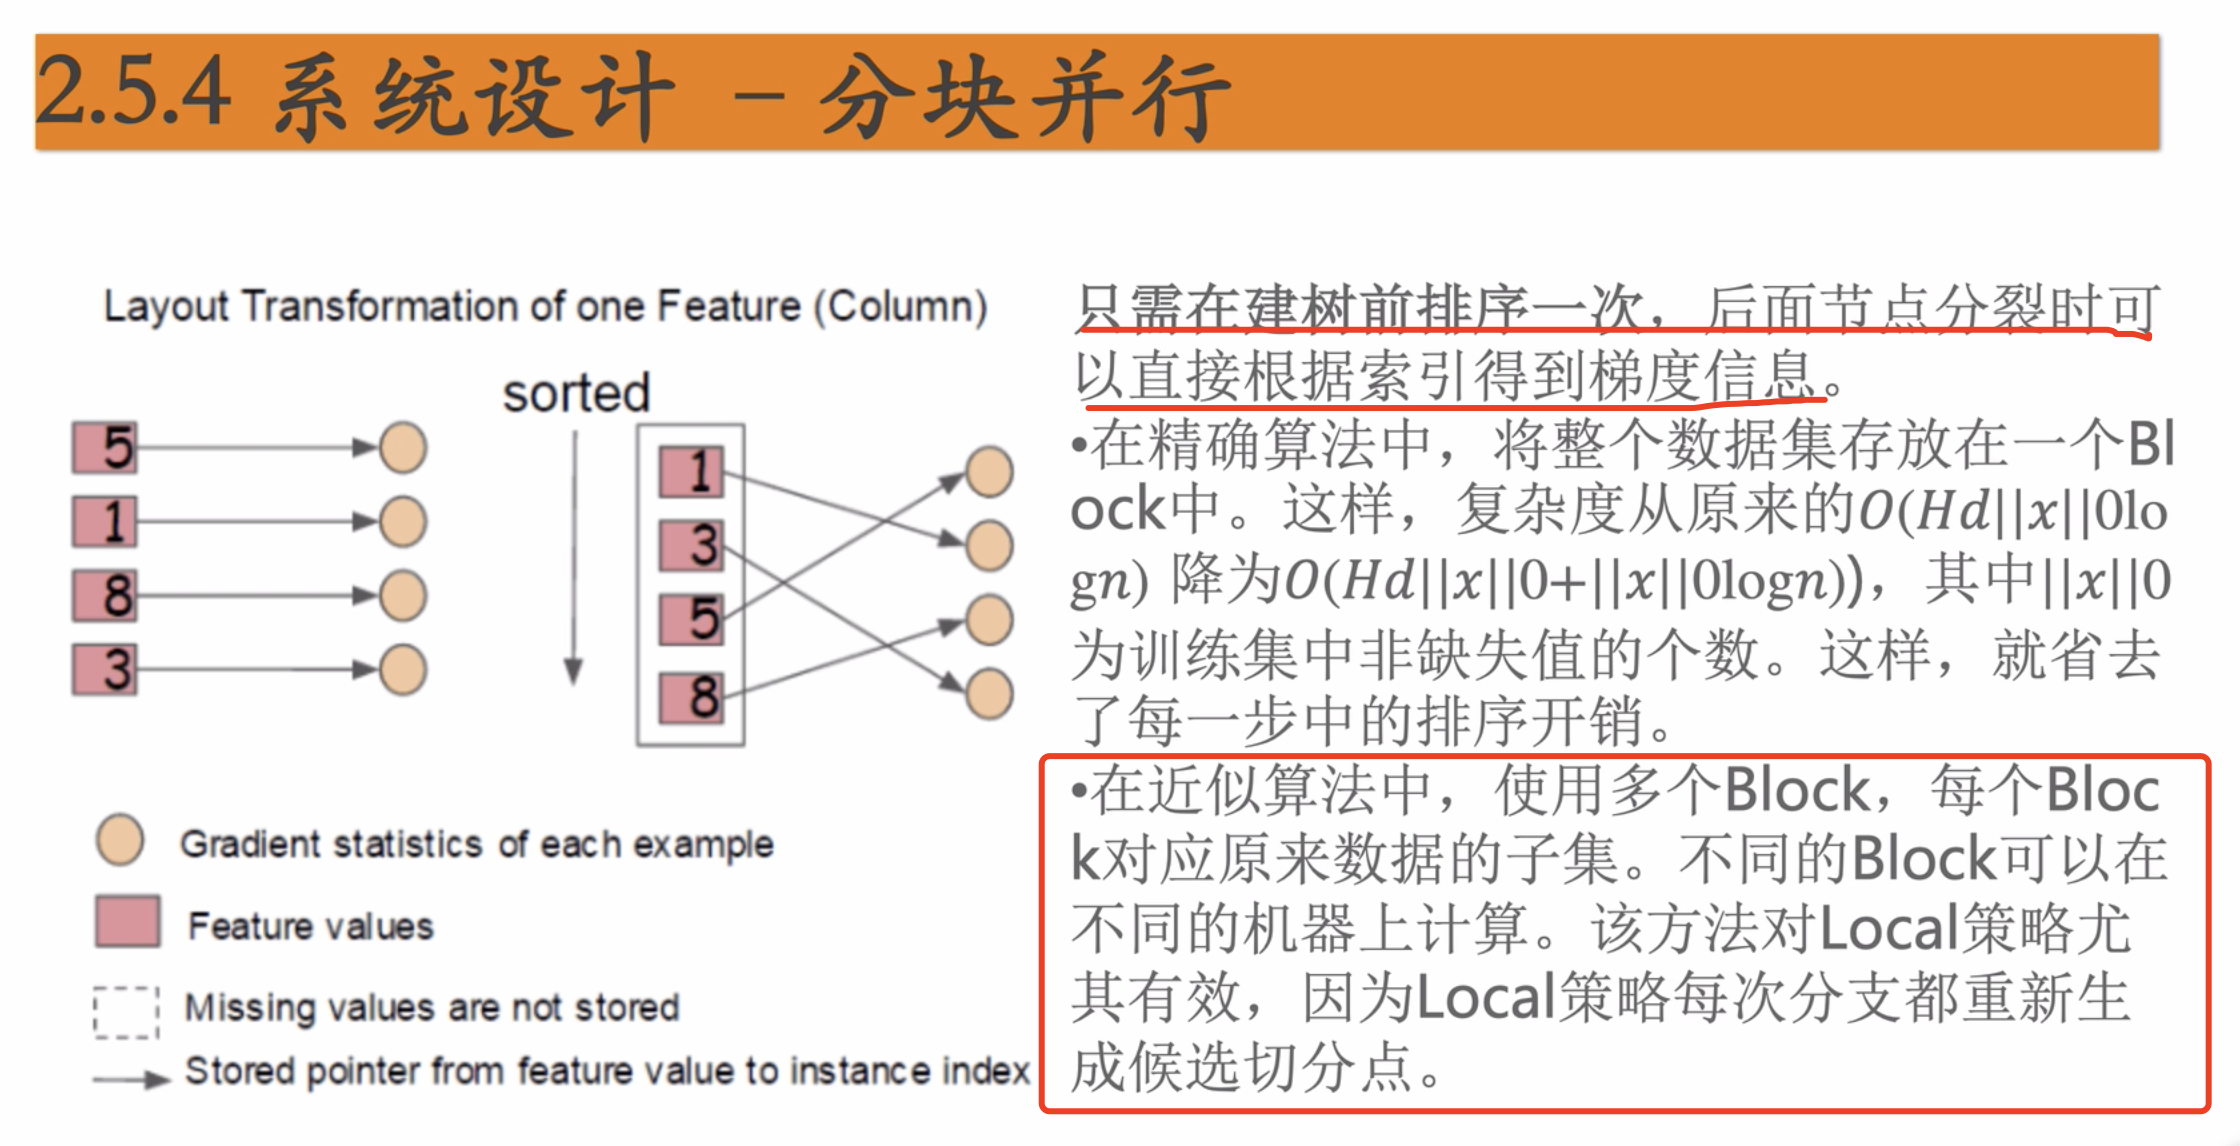 2.5.4 系统设计 – 分块并行
Layout Transformation of one Feature (Column)
sorted
5
1
8
3
1
3
5
8
Gradient statistics of each example
Feature values
Missing values are not stored
Stored pointer from feature value to instance index
只需在建树前排序一次，后面节点分裂时可
以直接根据索引得到梯度信息。
•在精确算法中，将整个数据集存放在一个Bl
ock中。这样，复杂度从原来的O(Hd||x||0lo
gn) 降为O(Hd||x||0+||x||0logn))，其中||x||0
为训练集中非缺失值的个数。这样，就省去
了每一步中的排序开销。
•在近似算法中，使用多个Block，每个Bloc
k对应原来数据的子集。不同的Block可以在
不同的机器上计算。该方法对Local策略尤
其有效，因为Local策略每次分支都重新生
成候选切分点。